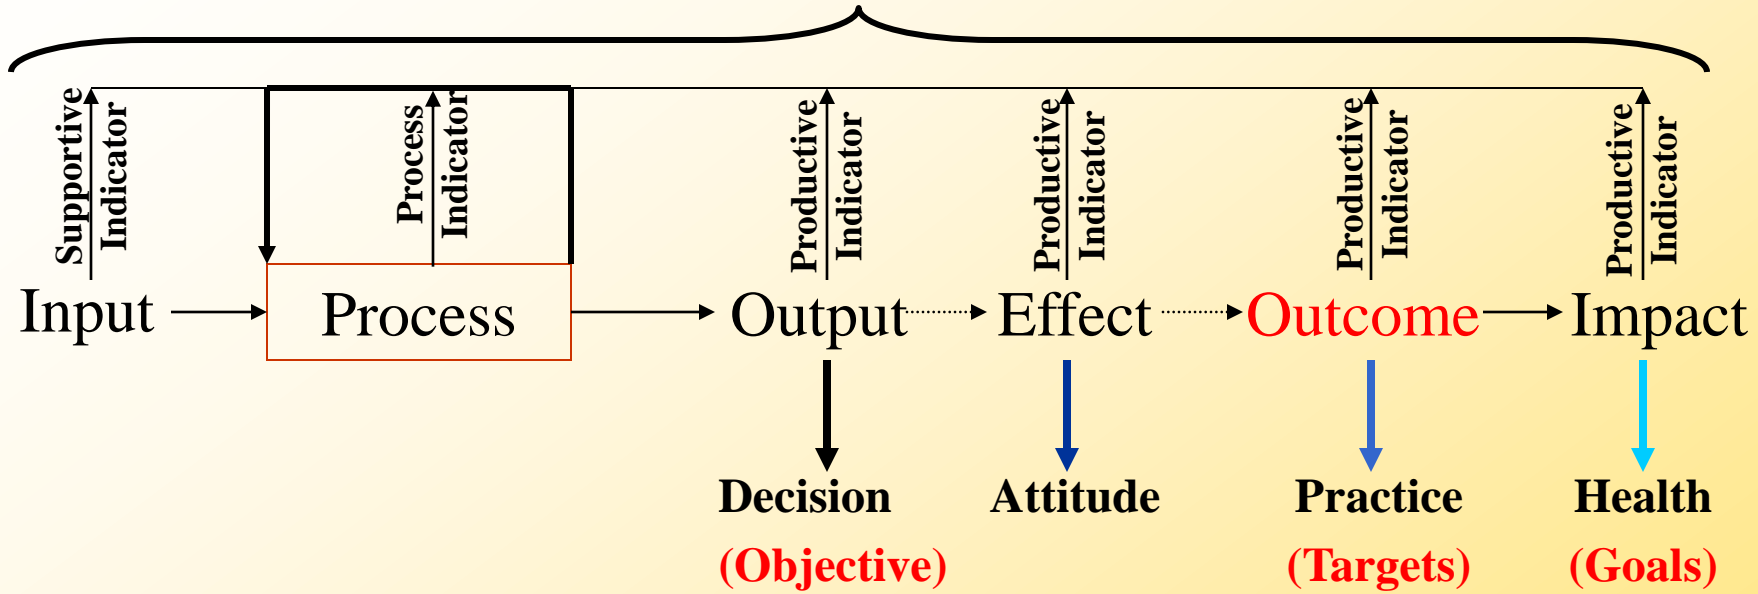 Supportive
Indicator
Process
Indicator
Productive
Indicator
Productive
Indicator
Productive
Indicator
Productive
Indicator
Input Process Output Effect Outcome Impact
Decision Attitude Practice Health
(Objective) (Targets) (Goals)